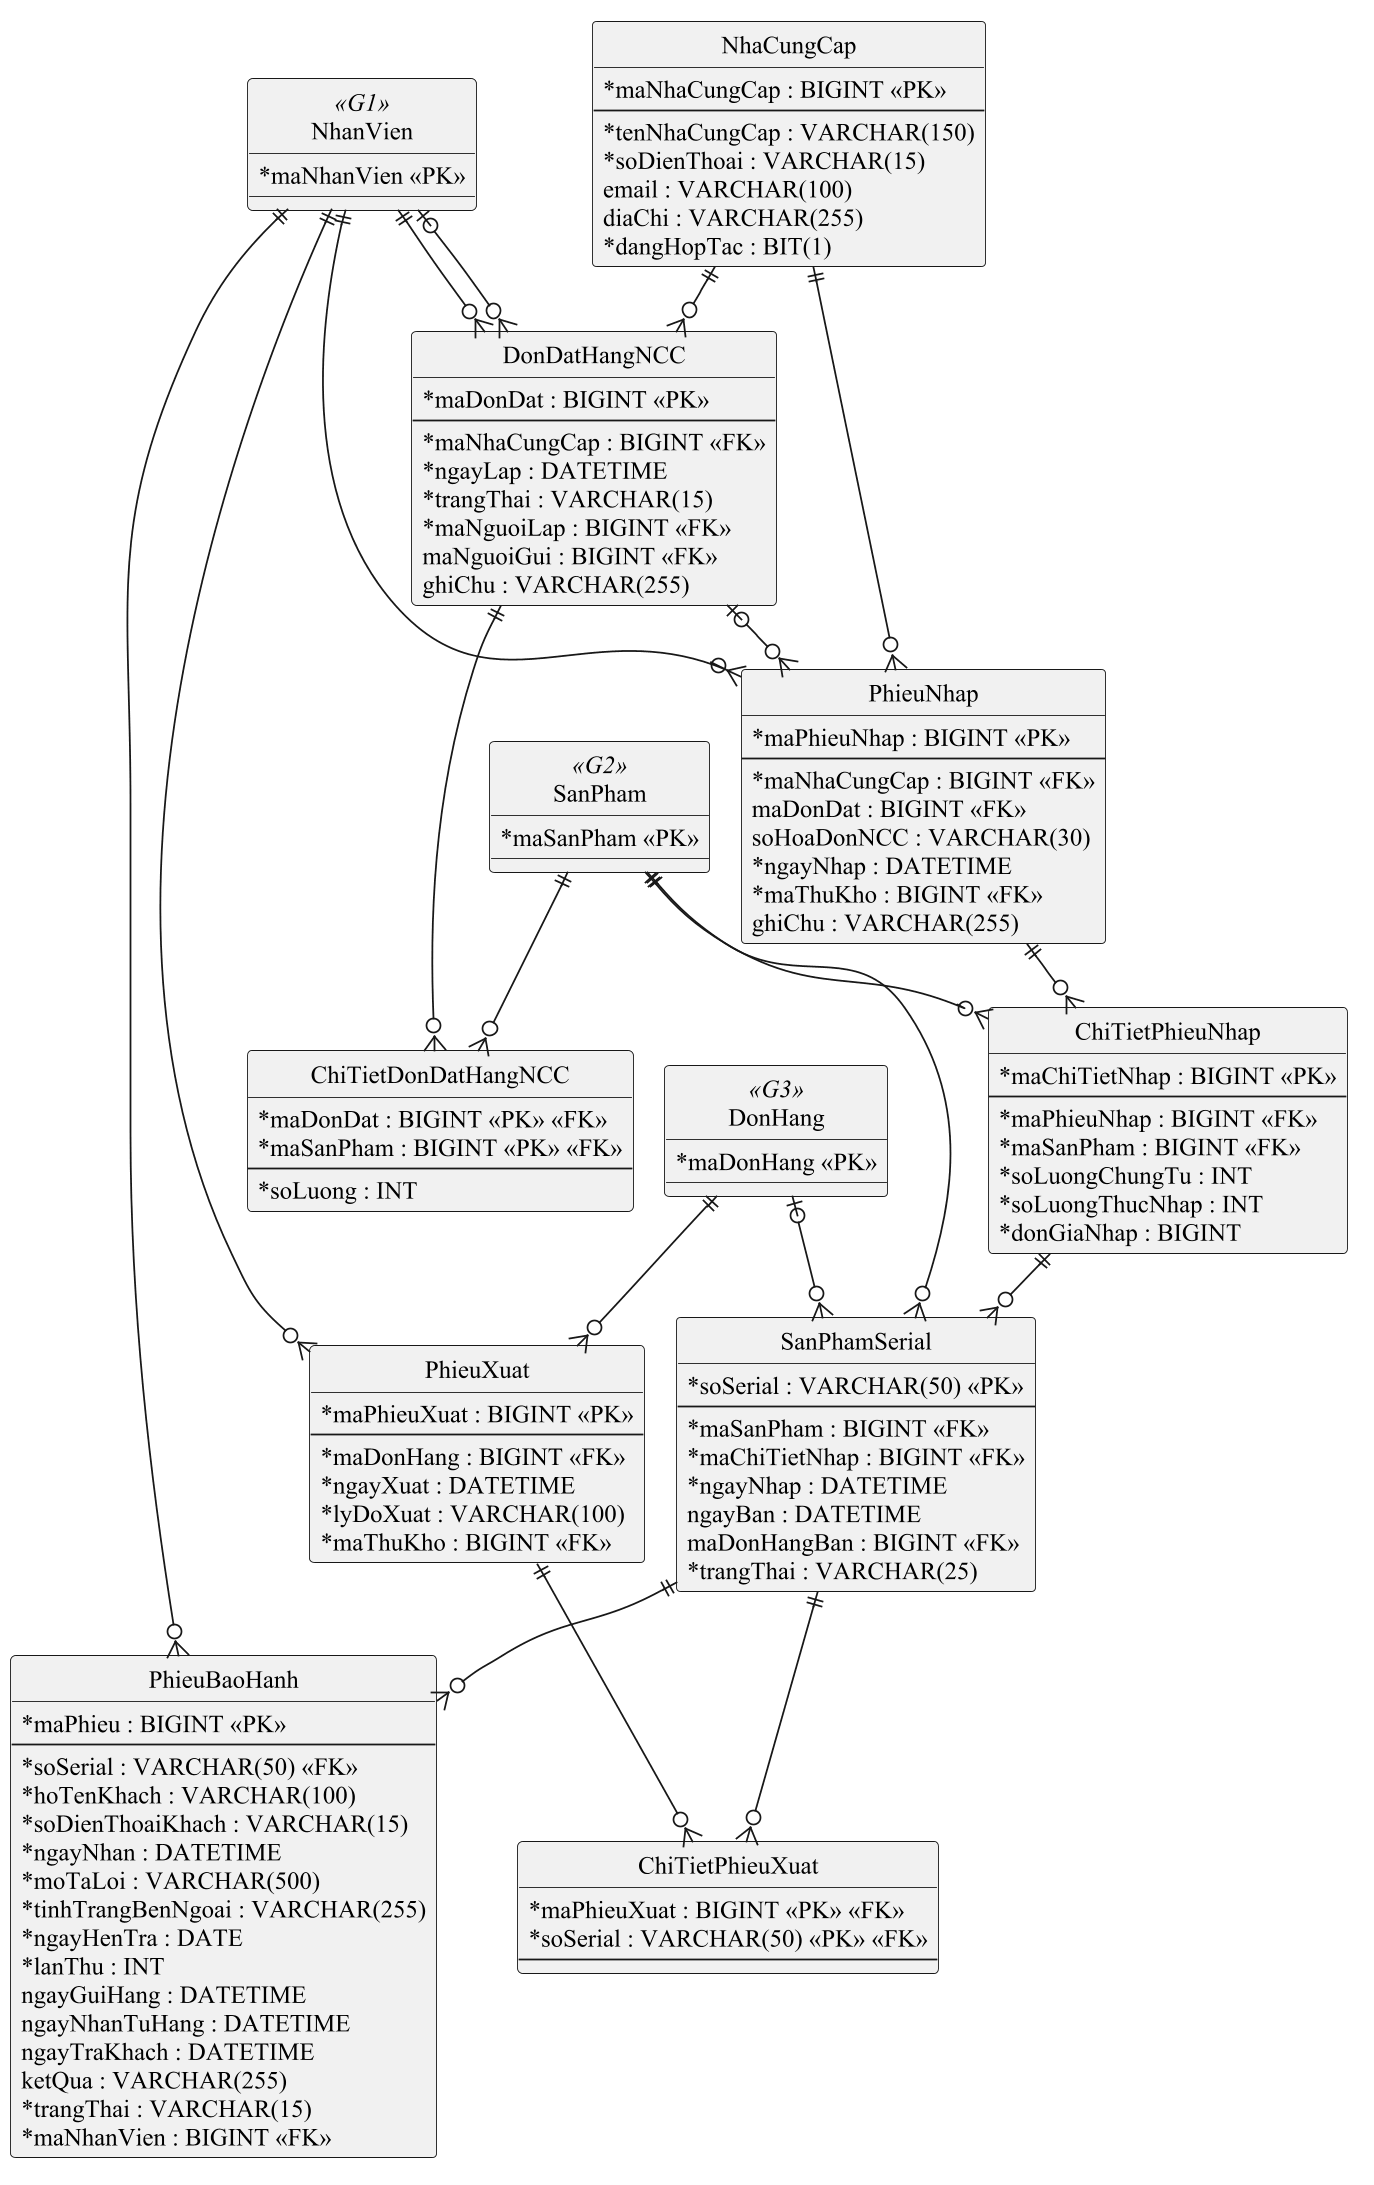 NhaCungCap
*maNhaCungCap : BIGINT «PK»
*tenNhaCungCap : VARCHAR(150)
*soDienThoai : VARCHAR(15)
email : VARCHAR(100)
diaChi : VARCHAR(255)
*dangHopTac : BIT(1)
«G1»
NhanVien
*maNhanVien «PK»
DonDatHangNCC
*maDonDat : BIGINT «PK»
*maNhaCungCap : BIGINT «FK»
*ngayLap : DATETIME
*trangThai : VARCHAR(15)
*maNguoiLap : BIGINT «FK»
maNguoiGui : BIGINT «FK»
ghiChu : VARCHAR(255)
PhieuNhap
*maPhieuNhap : BIGINT «PK»
*maNhaCungCap : BIGINT «FK»
maDonDat : BIGINT «FK»
soHoaDonNCC : VARCHAR(30)
*ngayNhap : DATETIME
*maThuKho : BIGINT «FK»
ghiChu : VARCHAR(255)
«G2»
SanPham
*maSanPham «PK»
ChiTietPhieuNhap
*maChiTietNhap : BIGINT «PK»
*maPhieuNhap : BIGINT «FK»
*maSanPham : BIGINT «FK»
*soLuongChungTu : INT
*soLuongThucNhap : INT
*donGiaNhap : BIGINT
ChiTietDonDatHangNCC
*maDonDat : BIGINT «PK» «FK»
*maSanPham : BIGINT «PK» «FK»
*soLuong : INT
«G3»
DonHang
*maDonHang «PK»
SanPhamSerial
*soSerial : VARCHAR(50) «PK»
*maSanPham : BIGINT «FK»
*maChiTietNhap : BIGINT «FK»
*ngayNhap : DATETIME
ngayBan : DATETIME
maDonHangBan : BIGINT «FK»
*trangThai : VARCHAR(25)
PhieuXuat
*maPhieuXuat : BIGINT «PK»
*maDonHang : BIGINT «FK»
*ngayXuat : DATETIME
*lyDoXuat : VARCHAR(100)
*maThuKho : BIGINT «FK»
PhieuBaoHanh
*maPhieu : BIGINT «PK»
*soSerial : VARCHAR(50) «FK»
*hoTenKhach : VARCHAR(100)
*soDienThoaiKhach : VARCHAR(15)
*ngayNhan : DATETIME
*moTaLoi : VARCHAR(500)
*tinhTrangBenNgoai : VARCHAR(255)
*ngayHenTra : DATE
*lanThu : INT
ngayGuiHang : DATETIME
ngayNhanTuHang : DATETIME
ngayTraKhach : DATETIME
ketQua : VARCHAR(255)
*trangThai : VARCHAR(15)
*maNhanVien : BIGINT «FK»
ChiTietPhieuXuat
*maPhieuXuat : BIGINT «PK» «FK»
*soSerial : VARCHAR(50) «PK» «FK»